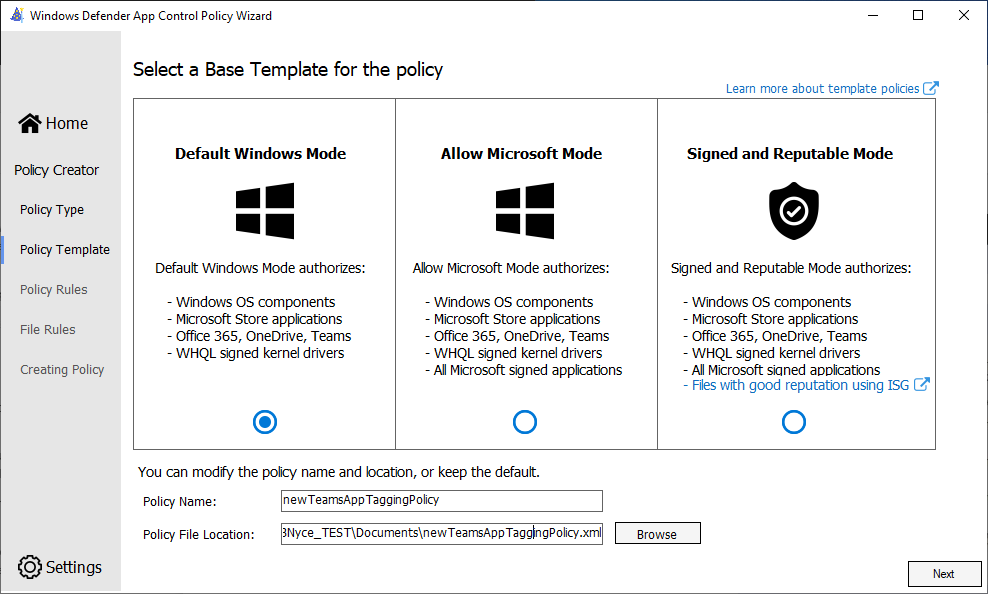 Windows Defender App Control Policy Wizard
Home
Policy Creator
Policy Type
Policy Template
Policy Rules
File Rules
Creating Policy
Settings
Select a Base Template for the policy
Learn more about template policies
Default Windows Mode
Default Windows Mode authorizes:
- Windows OS components
- Microsoft Store applications
- Office 365, OneDrive, Teams
- WHQL signed kernel drivers
Allow Microsoft Mode
Allow Microsoft Mode authorizes:
- Windows OS components
- Microsoft Store applications
- Office 365, OneDrive, Teams
- WHQL signed kernel drivers
- All Microsoft signed applications
Signed and Reputable Mode
Signed and Reputable Mode authorizes:
- Windows OS components
- Microsoft Store applications
- Office 365, OneDrive, Teams
- WHQL signed kernel drivers
- All Microsoft signed applications
- Files with good reputation using ISG
You can modify the policy name and location, or keep the default.
Policy Name: newTeamsAppTaggingPolicy
Policy File Location: 3Nyce_TEST\Documents\newTeamsAppTaggingPolicy.xml Browse
Next